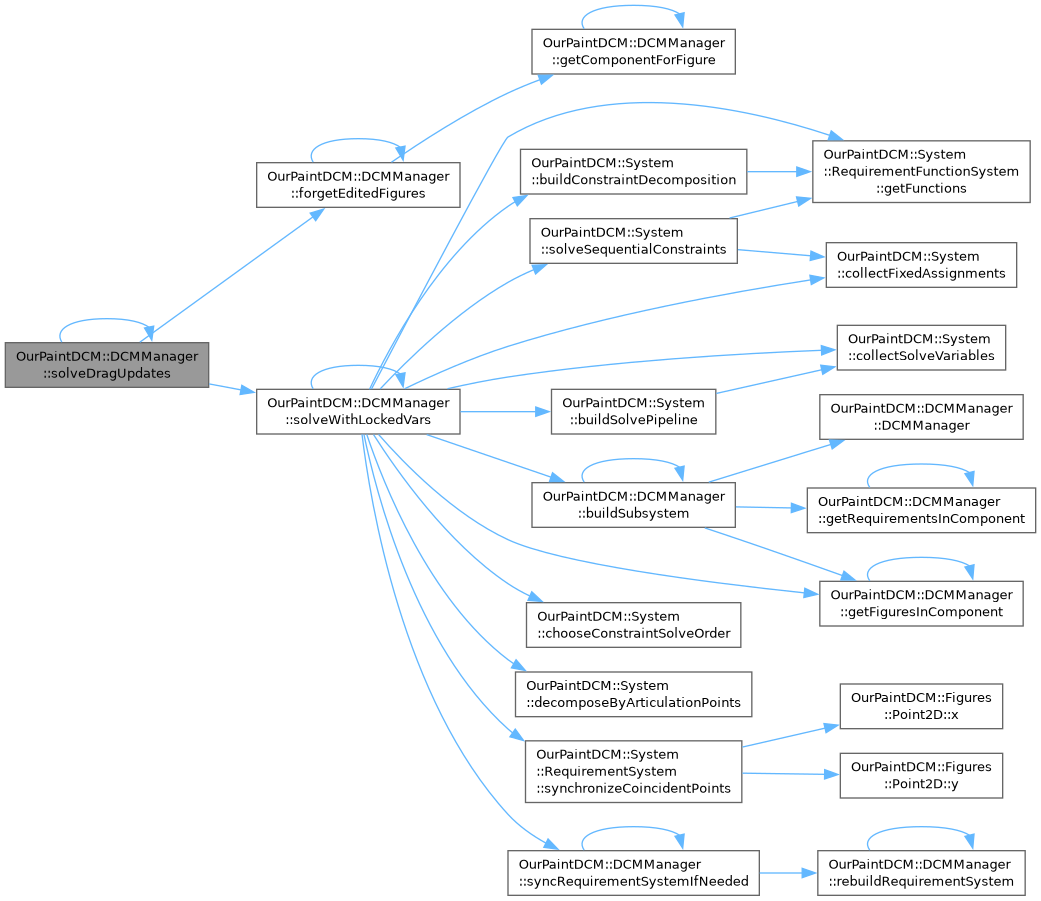 OurPaintDCM::DCMManager
::solveDragUpdates
OurPaintDCM::DCMManager
::forgetEditedFigures
OurPaintDCM::DCMManager
::solveWithLockedVars
OurPaintDCM::DCMManager
::getComponentForFigure
OurPaintDCM::System
::buildConstraintDecomposition
OurPaintDCM::System
::solveSequentialConstraints
OurPaintDCM::System
::buildSolvePipeline
OurPaintDCM::DCMManager
::buildSubsystem
OurPaintDCM::System
::chooseConstraintSolveOrder
OurPaintDCM::System
::decomposeByArticulationPoints
OurPaintDCM::System
::RequirementSystem
::synchronizeCoincidentPoints
OurPaintDCM::DCMManager
::syncRequirementSystemIfNeeded
OurPaintDCM::System
::RequirementFunctionSystem
::getFunctions
OurPaintDCM::System
::collectFixedAssignments
OurPaintDCM::System
::collectSolveVariables
OurPaintDCM::DCMManager
::DCMManager
OurPaintDCM::DCMManager
::getRequirementsInComponent
OurPaintDCM::DCMManager
::getFiguresInComponent
OurPaintDCM::Figures
::Point2D::x
OurPaintDCM::Figures
::Point2D::y
OurPaintDCM::DCMManager
::rebuildRequirementSystem